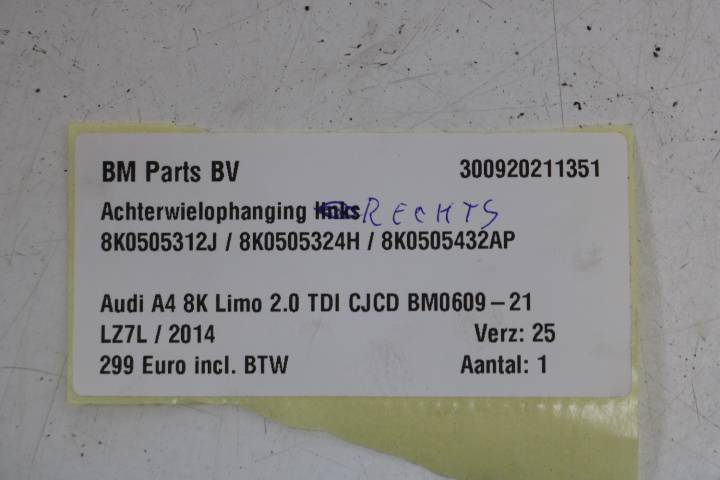 BM Parts BV 300920211351
Achterwielophanging links RECHTS
8K0505312J / 8K0505324H / 8K0505432AP
Audi A4 8K Limo 2.0 TDI CJCD BM0609-21
LZ7L / 2014 Verz: 25
299 Euro incl. BTW Aantal: 1